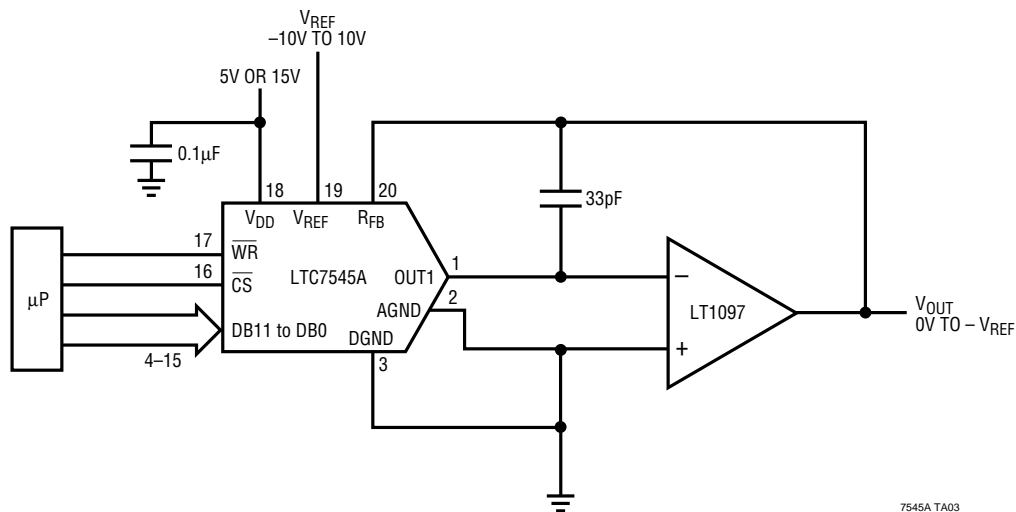 VREF
–10V TO 10V
5V OR 15V
0.1µF
18
19
20
VDD
VREF
RFB
33pF
17
WR
16
CS
µP
LTC7545A
OUT1
1
2
AGND
DB11 to DB0
DGND
4–15
3
–
+
LT1097
VOUT
0V TO – VREF
7545A TA03